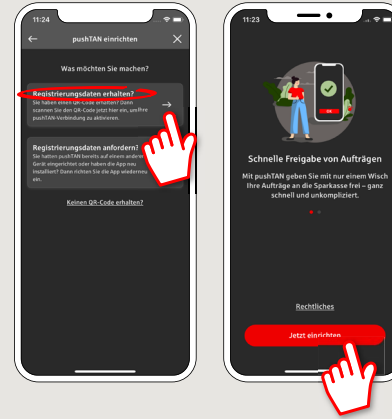 11:24
pushTAN einrichten
Was möchten Sie machen?
Registrierungsdaten erhalten?
Sie haben einen QR-Code erhalten? Dann
scannen Sie den QR-Code jetzt hier ein, um Ihre
pushTAN-Verbindung zu aktivieren.
Registrierungsdaten anfordern?
Sie hatten pushTAN bereits auf einem anderen
Gerät eingerichtet oder haben die App neu
installiert? Dann richten Sie die App wieder neu
ein.
Keinen QR-Code erhalten?
11:23
OK
Schnelle Freigabe von Aufträgen
Mit pushTAN geben Sie mit nur einem Wisch
Ihre Aufträge an die Sparkasse frei – ganz
schnell und unkompliziert.
Rechtliches
Jetzt einrichten